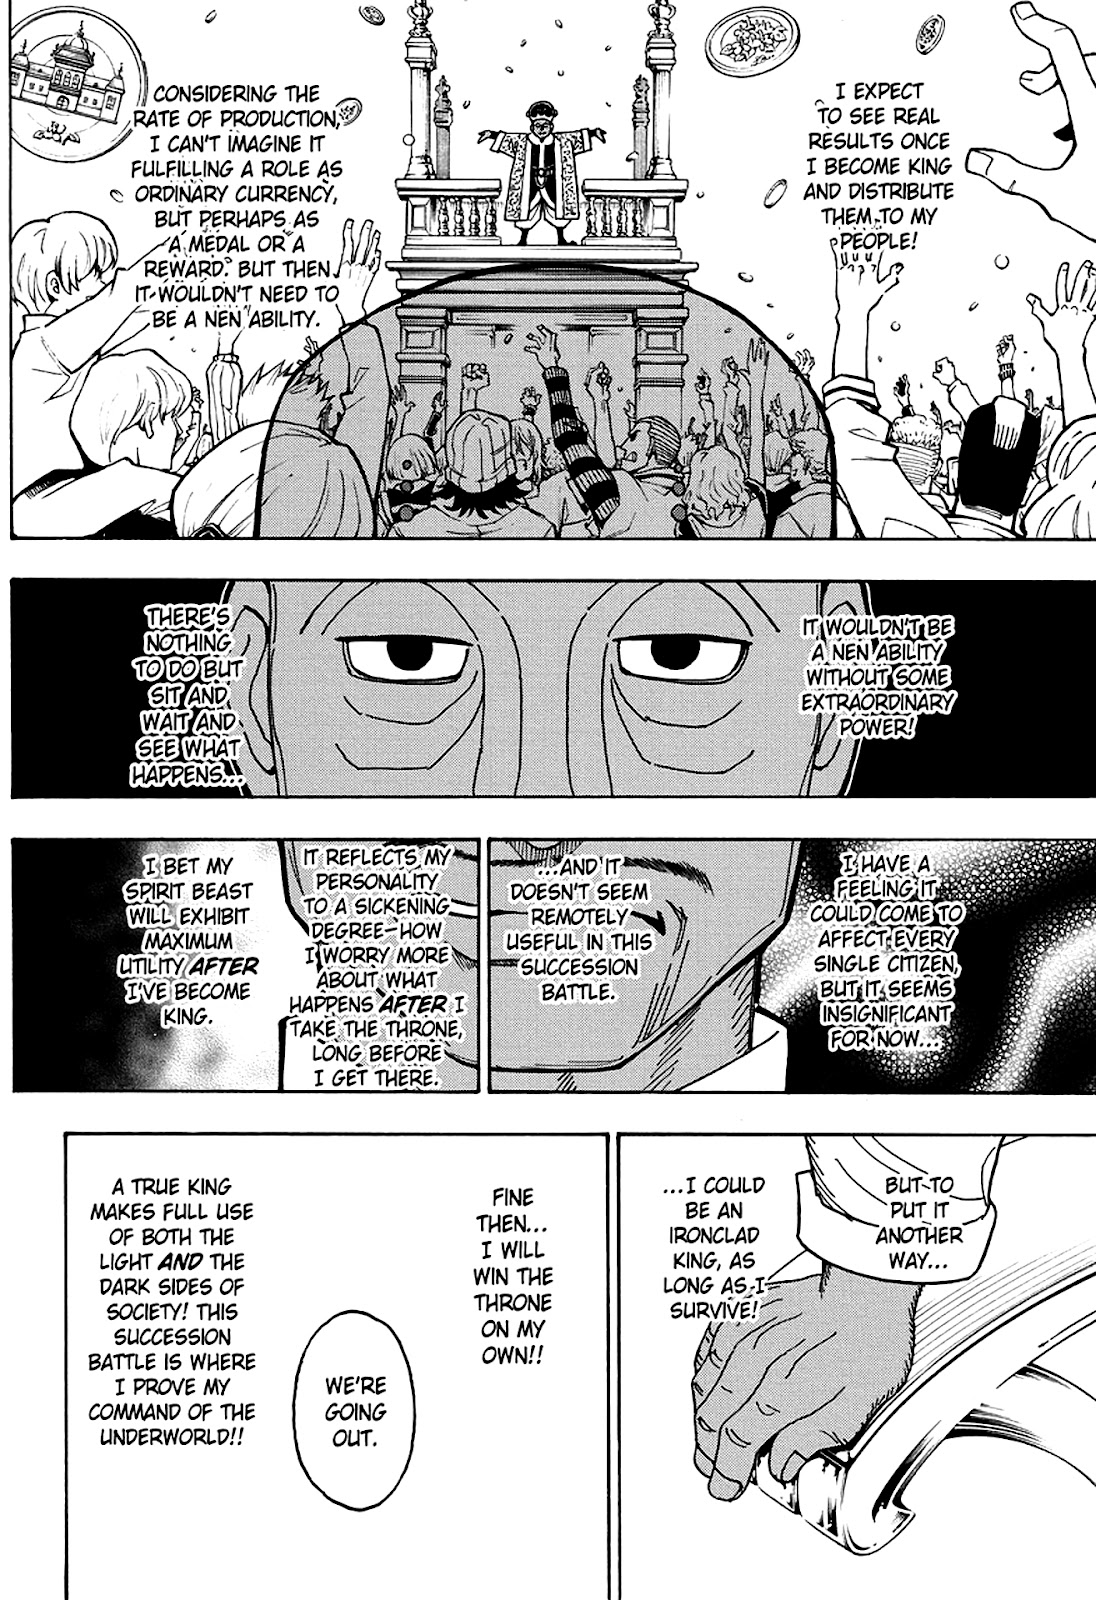 I EXPECT
TO SEE REAL
RESULTS ONCE
I BECOME KING
AND DISTRIBUTE
THEM TO MY
PEOPLE!
CONSIDERING THE
RATE OF PRODUCTION,
I CAN'T IMAGINE IT
FULFILLING A ROLE AS
ORDINARY CURRENCY,
BUT PERHAPS AS
A MEDAL OR A
REWARD. BUT THEN
IT WOULDN'T NEED TO
BE A NEN ABILITY.
IT WOULDN'T BE
A NEN ABILITY
WITHOUT SOME
EXTRAORDINARY
POWER!
THERE'S
NOTHING
TO DO BUT
SIT AND
WAIT AND
SEE WHAT
HAPPENS...
I HAVE A
FEELING IT
COULD COME TO
AFFECT EVERY
SINGLE CITIZEN,
BUT IT SEEMS
INSIGNIFICANT
FOR NOW...
...AND IT
DOESN'T SEEM
REMOTELY
USEFUL IN THIS
SUCCESSION
BATTLE.
IT REFLECTS MY
PERSONALITY
TO A SICKENING
DEGREE–HOW
I WORRY MORE
ABOUT WHAT
HAPPENS AFTER I
TAKE THE THRONE,
LONG BEFORE
I GET THERE.
I BET MY
SPIRIT BEAST
WILL EXHIBIT
MAXIMUM
UTILITY AFTER
I'VE BECOME
KING.
BUT TO
PUT IT
ANOTHER
WAY...
...I COULD
BE AN
IRONCLAD
KING, AS
LONG AS I
SURVIVE!
FINE
THEN...
I WILL
WIN THE
THRONE
ON MY
OWN!!
WE'RE
GOING
OUT.
A TRUE KING
MAKES FULL USE
OF BOTH THE
LIGHT AND THE
DARK SIDES OF
SOCIETY! THIS
SUCCESSION
BATTLE IS WHERE
I PROVE MY
COMMAND OF THE
UNDERWORLD!!